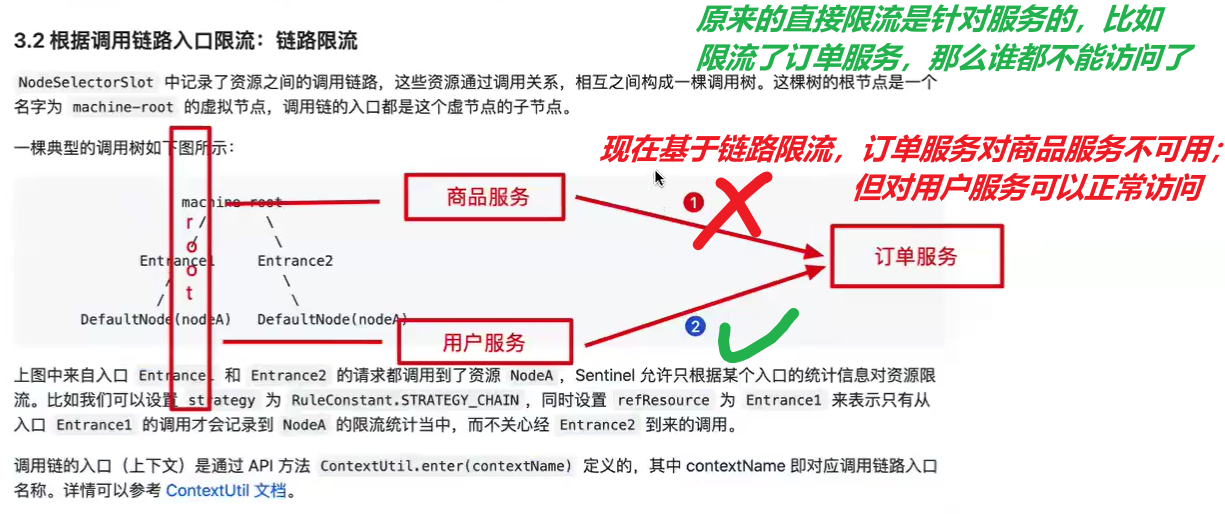 原来的直接限流是针对服务的，比如
限流了订单服务，那么谁都不能访问了
3.2 根据调用链路入口限流：链路限流
NodeSelectorSlot 中记录了资源之间的调用链路，这些资源通过调用关系，相互之间构成一棵调用树。这棵树的根节点是一个
名字为 machine-root 的虚拟节点，调用链的入口都是这个虚节点的子节点。
一棵典型的调用树如下图所示：
现在基于链路限流，订单服务对商品服务不可用；
但对用户服务可以正常访问
machine-root
root
商品服务
1
订单服务
Entrance1 Entrance2
DefaultNode(nodeA) DefaultNode(nodeA)
用户服务
2
上图中来自入口 Entrance1 和 Entrance2 的请求都调用到了资源 NodeA，Sentinel 允许只根据某个入口的统计信息对资源限
流。比如我们可以设置 strategy 为 RuleConstant.STRATEGY_CHAIN，同时设置 refResource 为 Entrance1 来表示只有从
入口 Entrance1 的调用才会记录到 NodeA 的限流统计当中，而不关心经 Entrance2 到来的调用。
调用链的入口（上下文）是通过 API 方法 ContextUtil.enter(contextName) 定义的，其中 contextName 即对应调用链路入口
名称。详情可以参考 ContextUtil 文档。